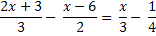 (2x + 3)/3 − (x − 6)/2 = x/3 − 1/4